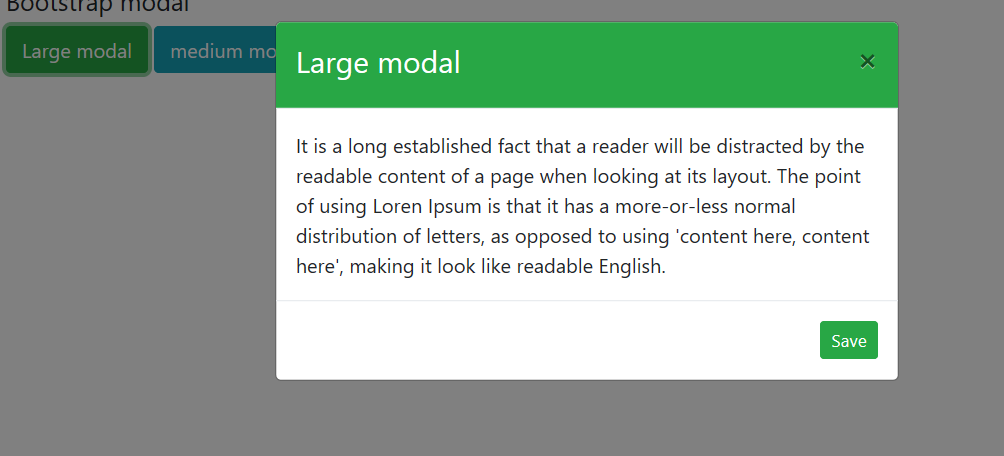 Bootstrap modal
Large modal
medium mo
Large modal
×
It is a long established fact that a reader will be distracted by the
readable content of a page when looking at its layout. The point
of using Loren Ipsum is that it has a more-or-less normal
distribution of letters, as opposed to using 'content here, content
here', making it look like readable English.
Save